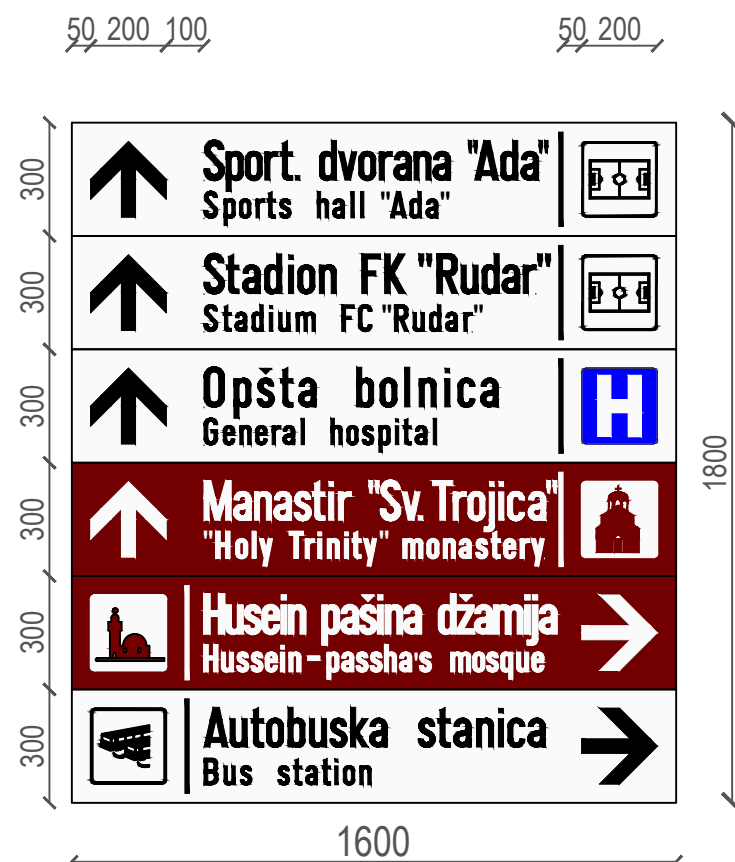 50 200 100 50 200
300
Sport. dvorana "Ada"
Sports hall "Ada"
300
Stadion FK "Rudar"
Stadium FC "Rudar"
300
Opšta bolnica
General hospital
H
300
Manastir "Sv. Trojica"
"Holy Trinity" monastery
300
Husein pašina džamija
Hussein-passha's mosque
300
Autobuska stanica
Bus station
1800
1600